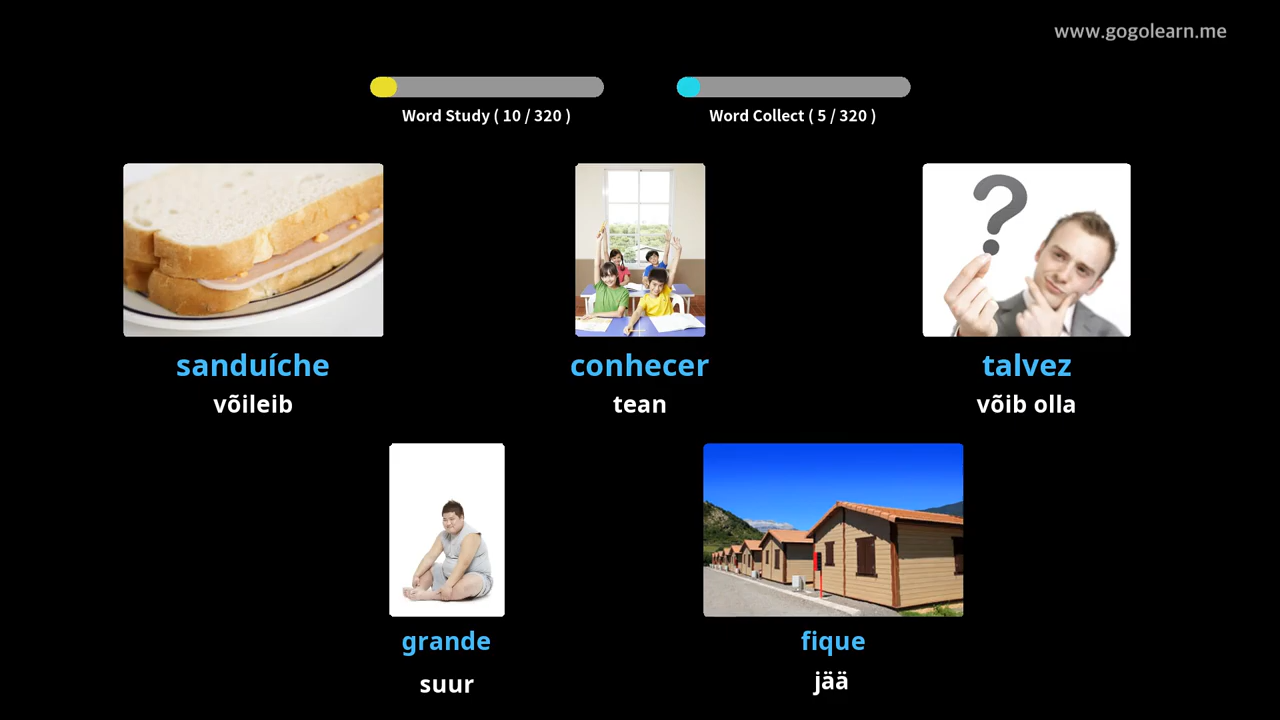 www.gogolearn.me
Word Study ( 10 / 320 )
Word Collect ( 5 / 320 )
sanduíche
conhecer
talvez
võileib
tean
võib olla
grande
fique
suur
jää